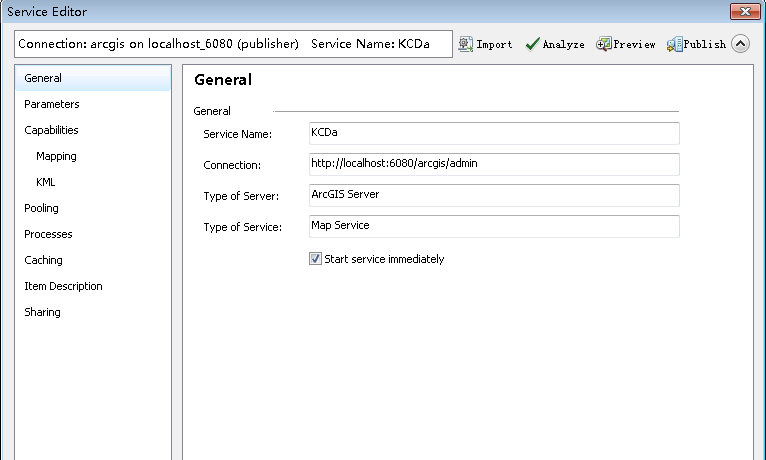 Service Editor
Connection: arcgis on localhost_6080 (publisher) Service Name: KCDa
Import Analyze Preview Publish
General
Parameters
Capabilities
Mapping
KML
Pooling
Processes
Caching
Item Description
Sharing
General
General
Service Name: KCDa
Connection: http://localhost:6080/arcgis/admin
Type of Server: ArcGIS Server
Type of Service: Map Service
Start service immediately